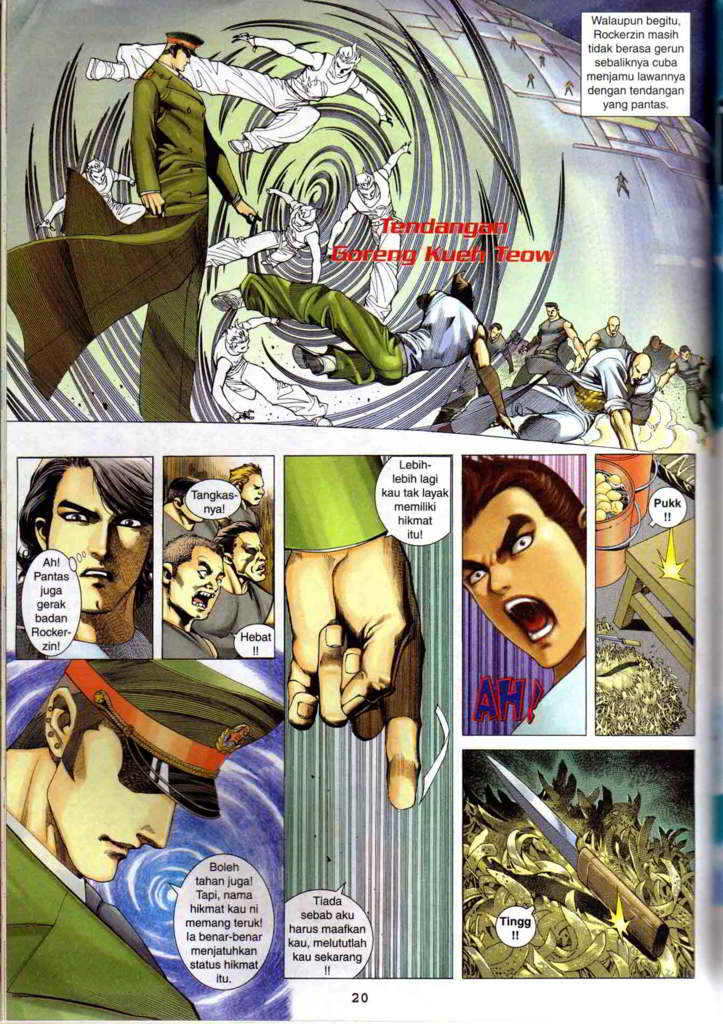 Walaupun begitu,
Rockerzin masih
tidak berasa gerun
sebaliknya cuba
menjamu lawannya
dengan tendangan
yang pantas.
Tendangan
Goreng Kueh Teow
Ah!
Pantas
juga
gerak
badan
Rocker-
zin!
Tangkas-
nya!
Hebat
!!
Lebih-
lebih lagi
kau tak layak
memiliki
hikmat
itu!
AH!
Pukk
!!
Boleh
tahan juga!
Tapi, nama
hikmat kau ni
memang teruk!
Ia benar-benar
menjatuhkan
status hikmat
itu.
Tiada
sebab aku
harus maafkan
kau, melututlah
kau sekarang
!!
Tingg
!!
20